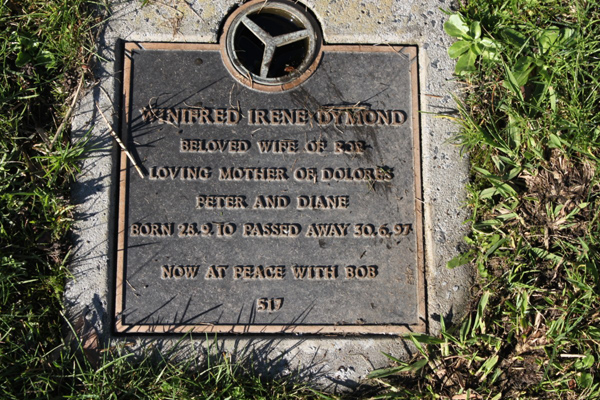 WINIFRED IRENE DYMOND
BELOVED WIFE OF BOB
LOVING MOTHER OF DOLORES
PETER AND DIANE
BORN 28.9.10 PASSED AWAY 30.6.97
NOW AT PEACE WITH BOB
517